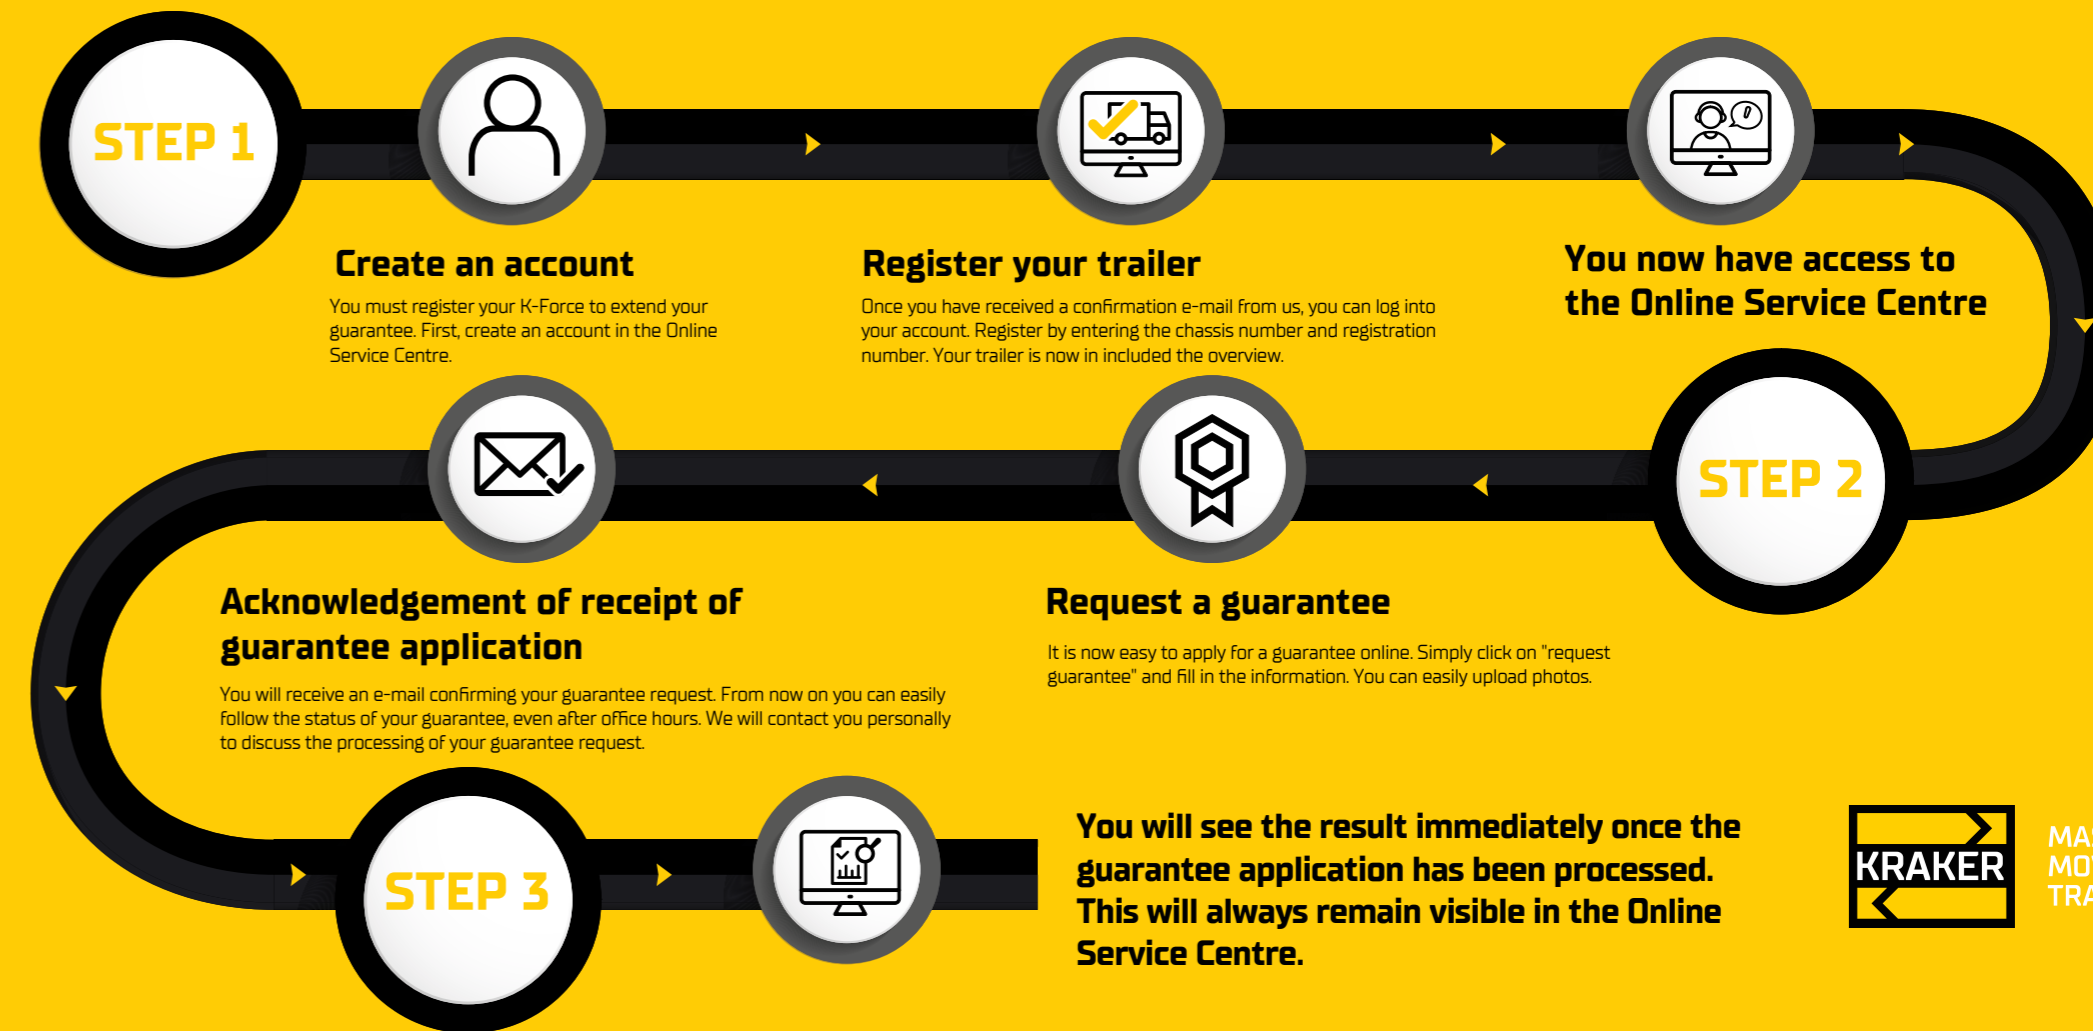 STEP 1
Create an account
You must register your K-Force to extend your
guarantee. First, create an account in the Online
Service Centre.
Register your trailer
Once you have received a confirmation e-mail from us, you can log into
your account. Register by entering the chassis number and registration
number. Your trailer is now in included the overview.
You now have access to
the Online Service Centre
STEP 2
Request a guarantee
It is now easy to apply for a guarantee online. Simply click on "request
guarantee" and fill in the information. You can easily upload photos.
Acknowledgement of receipt of
guarantee application
You will receive an e-mail confirming your guarantee request. From now on you can easily
follow the status of your guarantee, even after office hours. We will contact you personally
to discuss the processing of your guarantee request.
STEP 3
You will see the result immediately once the
guarantee application has been processed.
This will always remain visible in the Online
Service Centre.
KRAKER